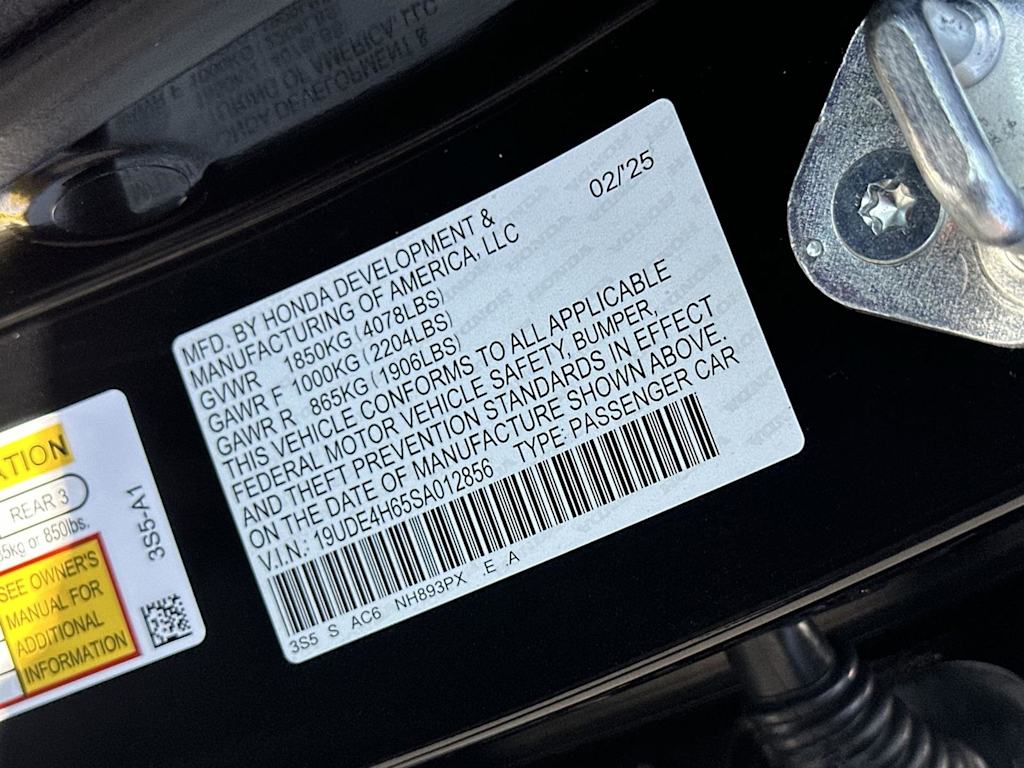 MFD. BY HONDA DEVELOPMENT &
MANUFACTURING OF AMERICA, LLC
02/'25
GVWR 1850KG (4078LBS)
GAWR F 1000KG (2204LBS)
GAWR R 865KG (1906LBS)
THIS VEHICLE CONFORMS TO ALL APPLICABLE
FEDERAL MOTOR VEHICLE SAFETY, BUMPER,
AND THEFT PREVENTION STANDARDS IN EFFECT
ON THE DATE OF MANUFACTURE SHOWN ABOVE.
V.I.N.: 19UDE4H65SA012856 TYPE: PASSENGER CAR
3S5 S AC6 NH893PX E A
REAR 3
or 850lbs.
SEE OWNER'S
MANUAL FOR
ADDITIONAL
INFORMATION
3S5-A1